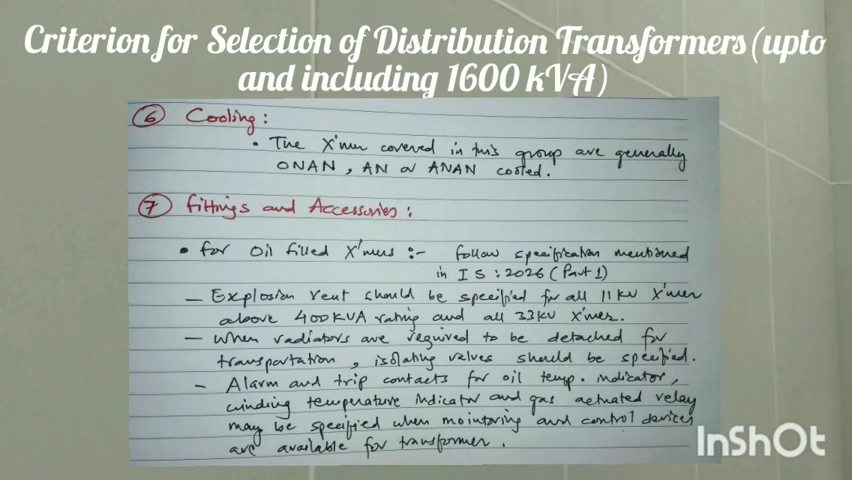 Criterion for Selection of Distribution Transformers(upto
and including 1600 kVA)
⑥ Cooling:
• The X'mer covered in this group are generally
ONAN, AN or ANAN cooled.
⑦ Fittings and Accessories:
• for oil filled X'mers :- follow specification mentioned
in IS:2026 (Part 1)
— Explosion vent should be specified for all 11 KV X'mer
above 400KVA rating and all 33KV X'mer.
— When radiators are required to be detached for
transportation, isolating valves should be specified.
— Alarm and trip contacts for oil temp. indicator,
winding temperature indicator and gas actuated relay
may be specified when mointoring and control devices
are available for transformer.
InShOt